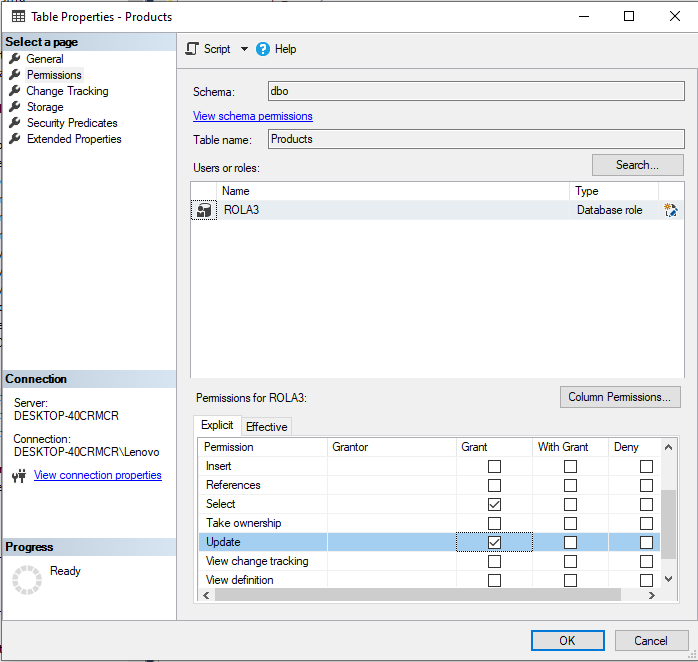 Table Properties - Products
Select a page
General
Permissions
Change Tracking
Storage
Security Predicates
Extended Properties
Script
Help
Schema:
dbo
View schema permissions
Table name:
Products
Users or roles:
Search...
Name Type
ROLA3 Database role
Connection
Server:
DESKTOP-40CRMCR
Connection:
DESKTOP-40CRMCR\Lenovo
View connection properties
Progress
Ready
Permissions for ROLA3:
Column Permissions...
Explicit Effective
Permission Grantor Grant With Grant Deny
Insert
References
Select
Take ownership
Update
View change tracking
View definition
OK Cancel